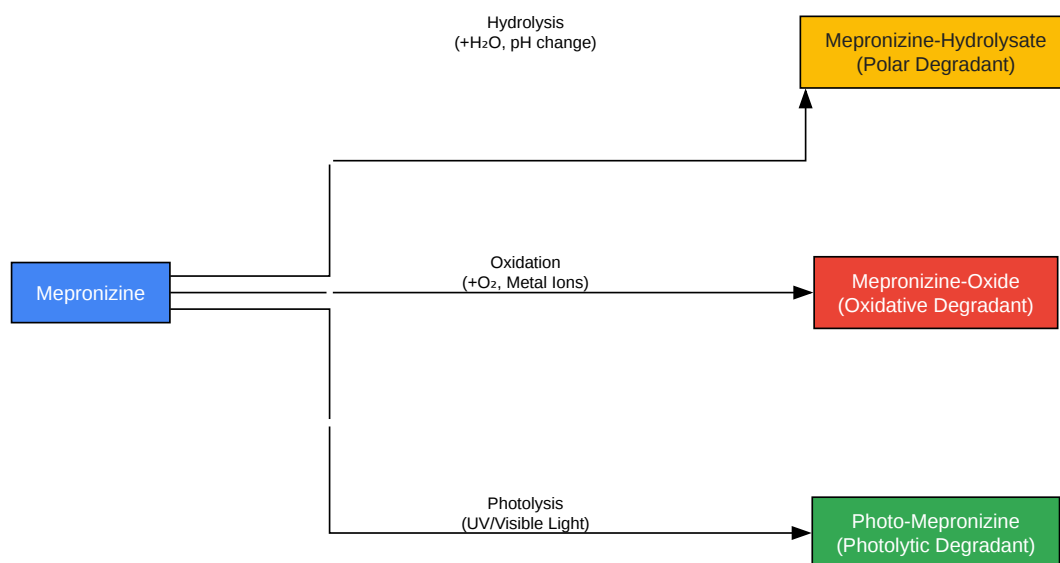 Hydrolysis
(+H₂O, pH change)
Mepronizine-Hydrolysate
(Polar Degradant)
Mepronizine
Oxidation
(+O₂, Metal Ions)
Mepronizine-Oxide
(Oxidative Degradant)
Photolysis
(UV/Visible Light)
Photo-Mepronizine
(Photolytic Degradant)